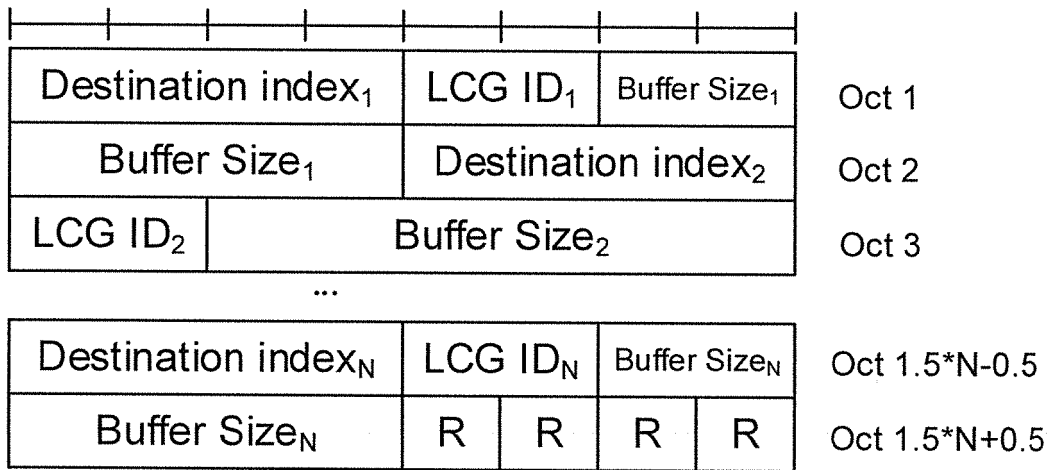 Destination index₁ LCG ID₁ Buffer Size₁ Oct 1
Buffer Size₁ Destination index₂ Oct 2
LCG ID₂ Buffer Size₂ Oct 3
...
Destination indexN LCG IDN Buffer SizeN Oct 1.5*N-0.5
Buffer SizeN R R R R Oct 1.5*N+0.5